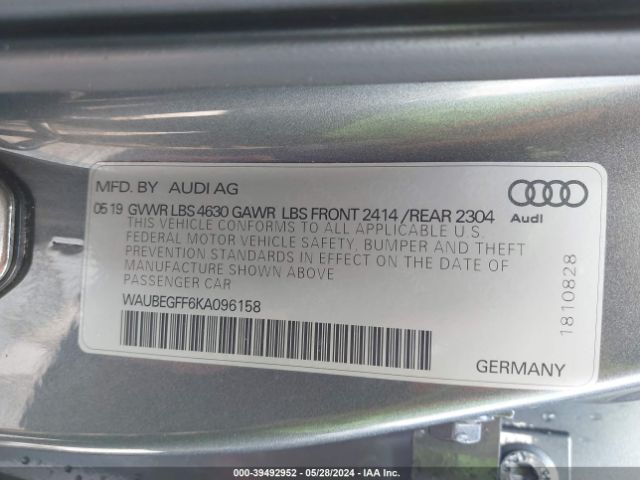 MFD. BY AUDI AG
Audi
05 19 GVWR LBS 4630 GAWR LBS FRONT 2414 /REAR 2304
THIS VEHICLE CONFORMS TO ALL APPLICABLE U.S.
FEDERAL MOTOR VEHICLE SAFETY, BUMPER AND THEFT
PREVENTION STANDARDS IN EFFECT ON THE DATE OF
MANUFACTURE SHOWN ABOVE
PASSENGER CAR
WAUBEGFF6KA096158
1810828
GERMANY
000-39492952 - 05/28/2024 - IAA Inc.